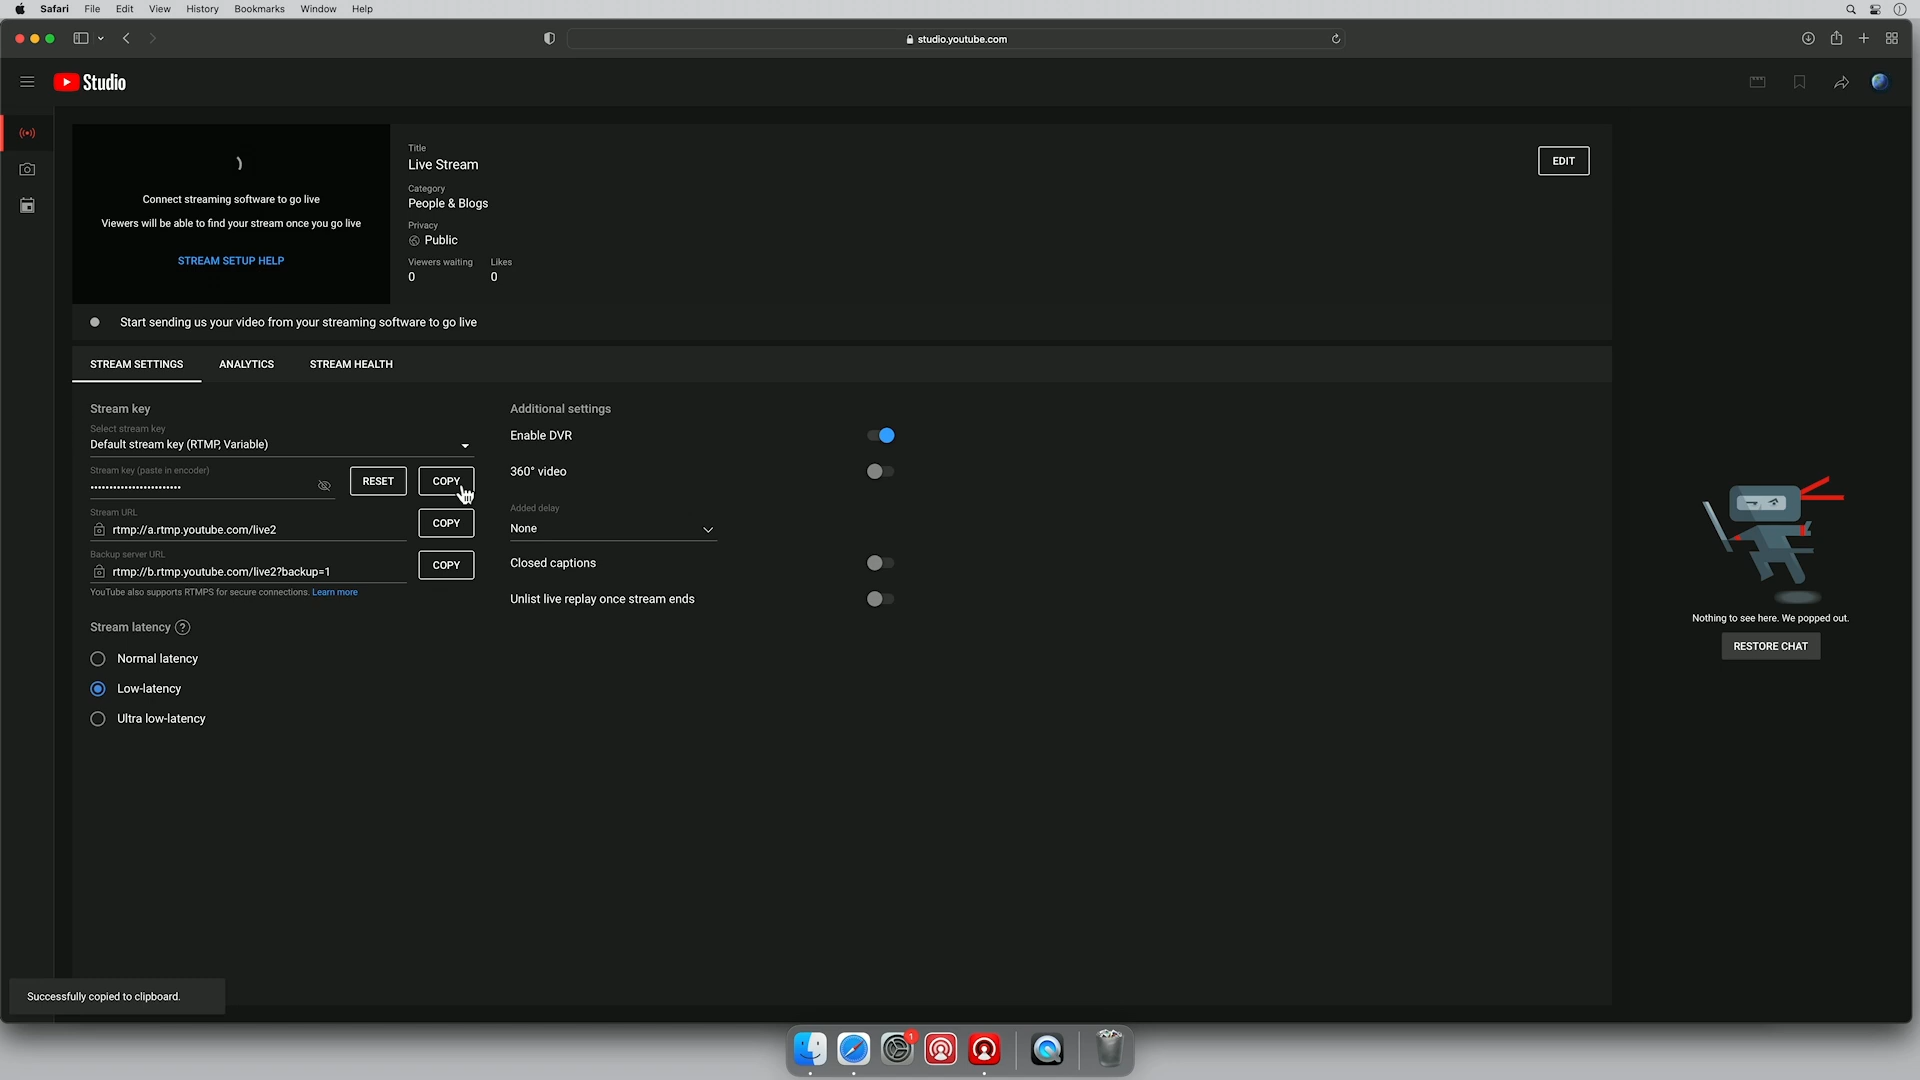 Safari File Edit View History Bookmarks Window Help
studio.youtube.com
Studio
Connect streaming software to go live
Viewers will be able to find your stream once you go live
STREAM SETUP HELP
Title
Live Stream
Category
People & Blogs
Privacy
Public
Viewers waiting Likes
0 0
EDIT
Start sending us your video from your streaming software to go live
STREAM SETTINGS ANALYTICS STREAM HEALTH
Stream key
Select stream key
Default stream key (RTMP, Variable)
Stream key (paste in encoder)
••••••••••••••••••••••••
RESET COPY
Stream URL
rtmp://a.rtmp.youtube.com/live2
COPY
Backup server URL
rtmp://b.rtmp.youtube.com/live2?backup=1
COPY
YouTube also supports RTMPS for secure connections. Learn more
Stream latency ?
Normal latency
Low-latency
Ultra low-latency
Additional settings
Enable DVR
360° video
Added delay
None
Closed captions
Unlist live replay once stream ends
Nothing to see here. We popped out.
RESTORE CHAT
Successfully copied to clipboard.
1